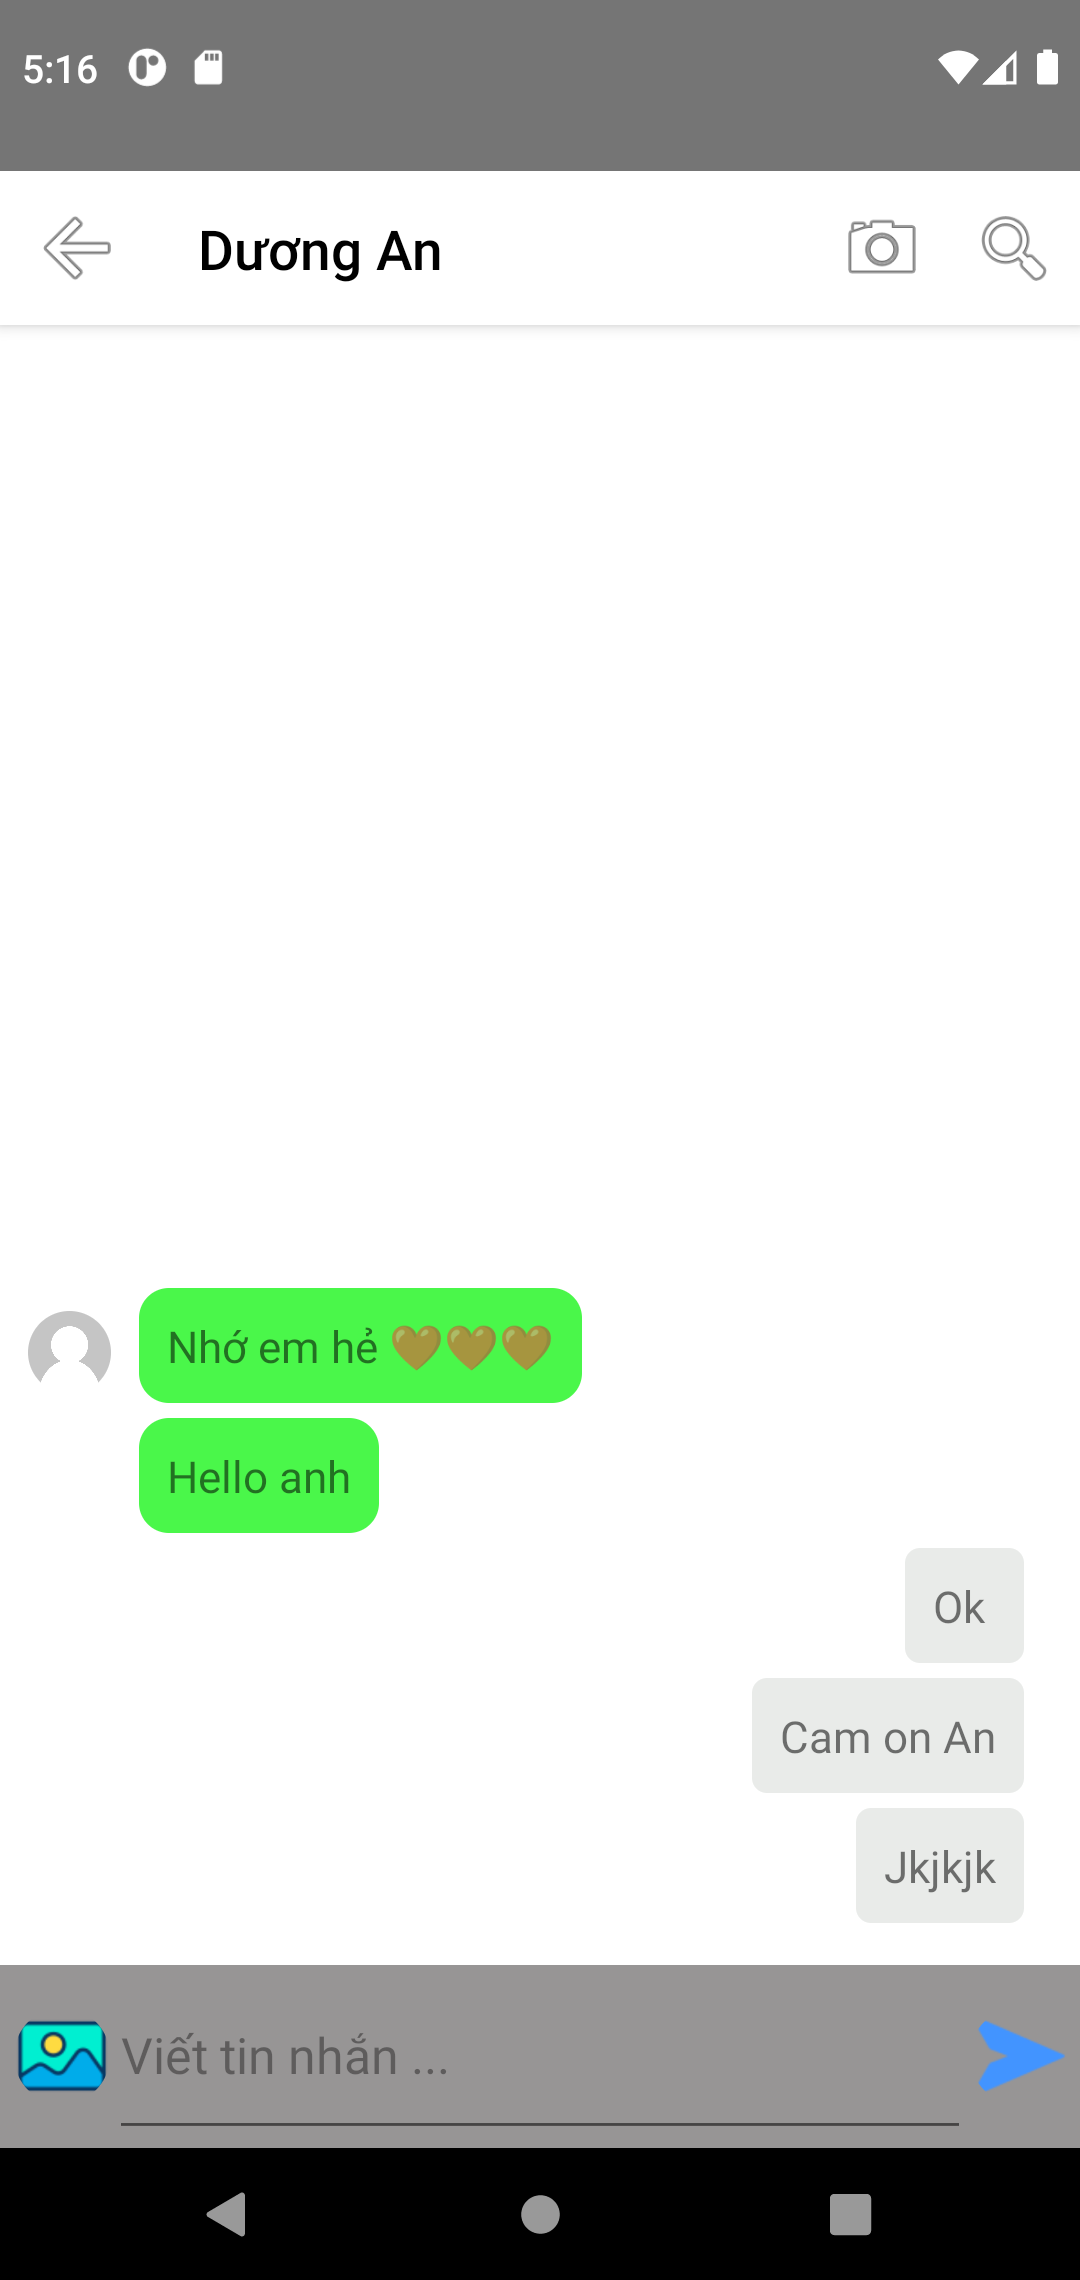 5:16
Dương An
Nhớ em hẻ 🤎🤎🤎
Hello anh
Ok
Cam on An
Jkjkjk
Viết tin nhắn ...